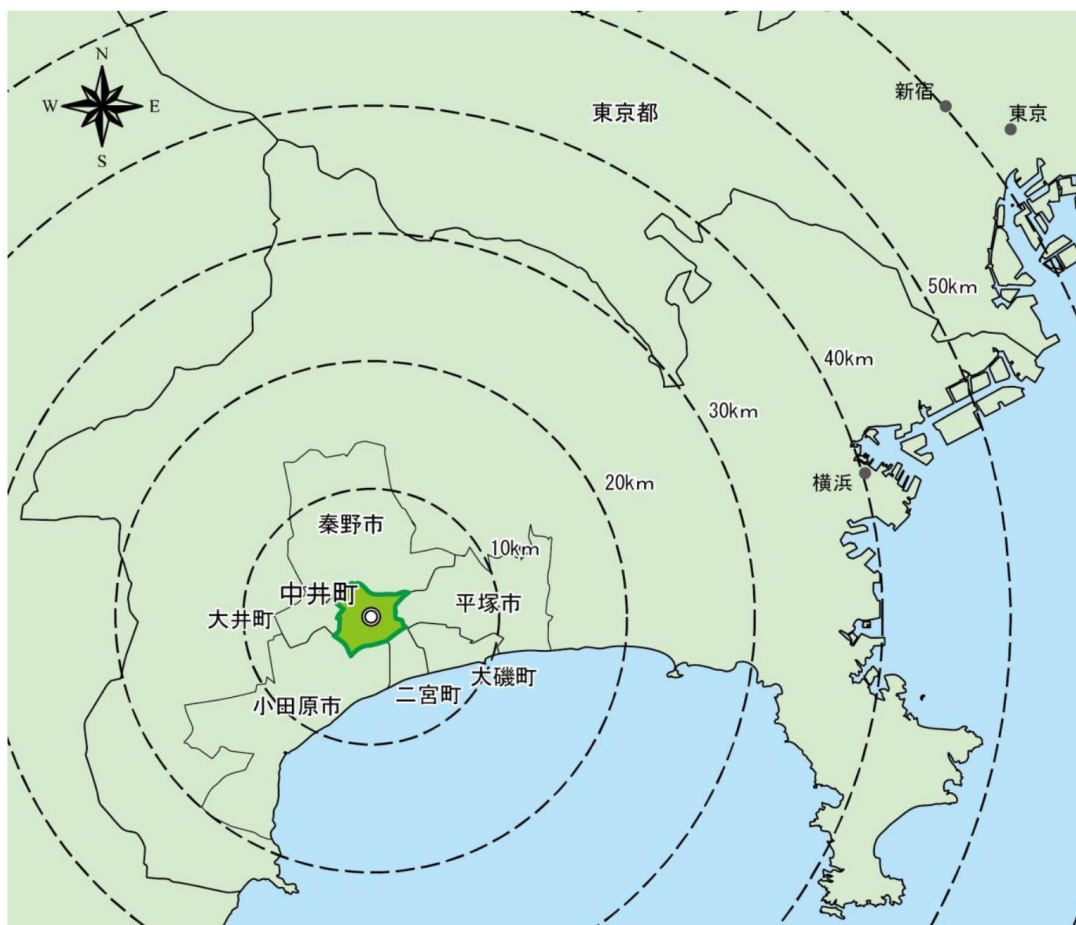 N
W
E
S
東京都
新宿
東京
50km
40km
30km
20km
10km
横浜
秦野市
中井町
大井町
平塚市
小田原市
二宮町
大磯町